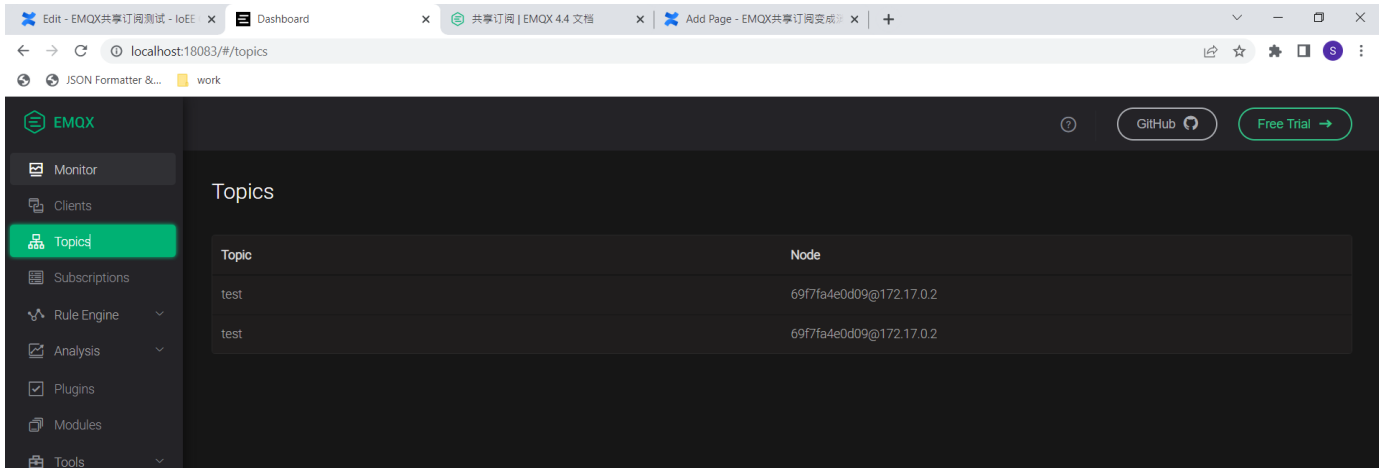 Edit - EMQX共享订阅测试 - IoEE
Dashboard
共享订阅 | EMQX 4.4 文档
Add Page - EMQX共享订阅变成
localhost:18083/#/topics
S
JSON Formatter &...
work
EMQX
GitHub
Free Trial →
Monitor
Clients
Topics
Subscriptions
Rule Engine
Analysis
Plugins
Modules
Tools
Topics
Topic Node
test 69f7fa4e0d09@172.17.0.2
test 69f7fa4e0d09@172.17.0.2